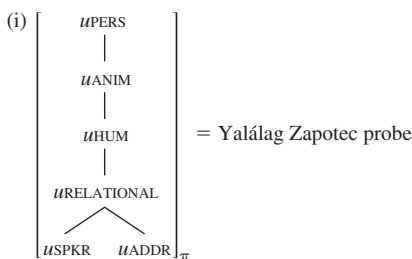 (i)
uPERS
uANIM
uHUM
= Yalálag Zapotec probe
uRELATIONAL
uSPKR uADDR
π